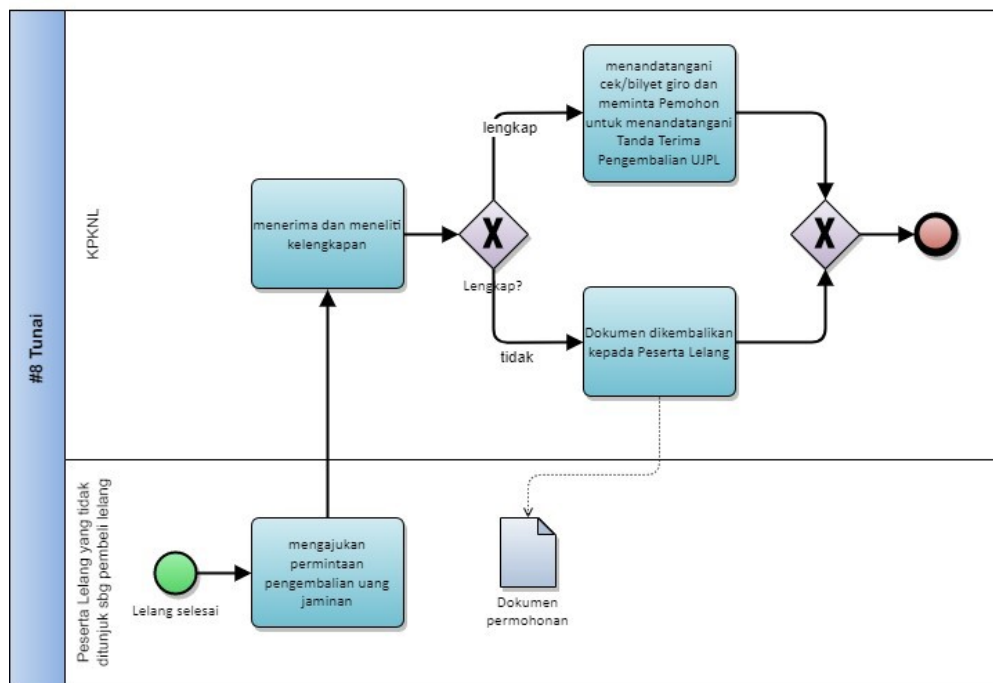 #8 Tunai
KPKNL
menerima dan meneliti
kelengkapan
Lengkap?
lengkap
tidak
menandatangani
cek/bilyet giro dan
meminta Pemohon
untuk menandatangani
Tanda Terima
Pengembalian UJPL
Dokumen dikembalikan
kepada Peserta Lelang
Peserta Lelang yang tidak
ditunjuk sbg pembeli lelang
Lelang selesai
mengajukan
permintaan
pengembalian uang
jaminan
Dokumen
permohonan